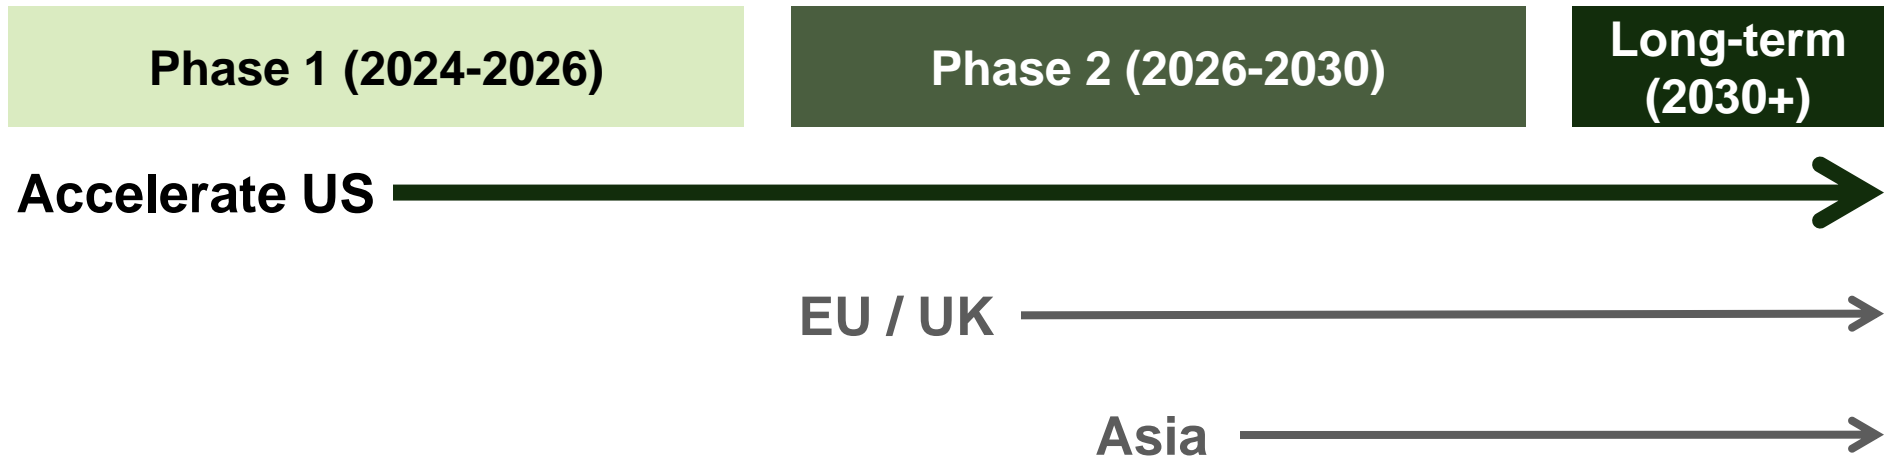 Phase 1 (2024-2026)
Phase 2 (2026-2030)
Long-term
(2030+)
Accelerate US
EU / UK
Asia